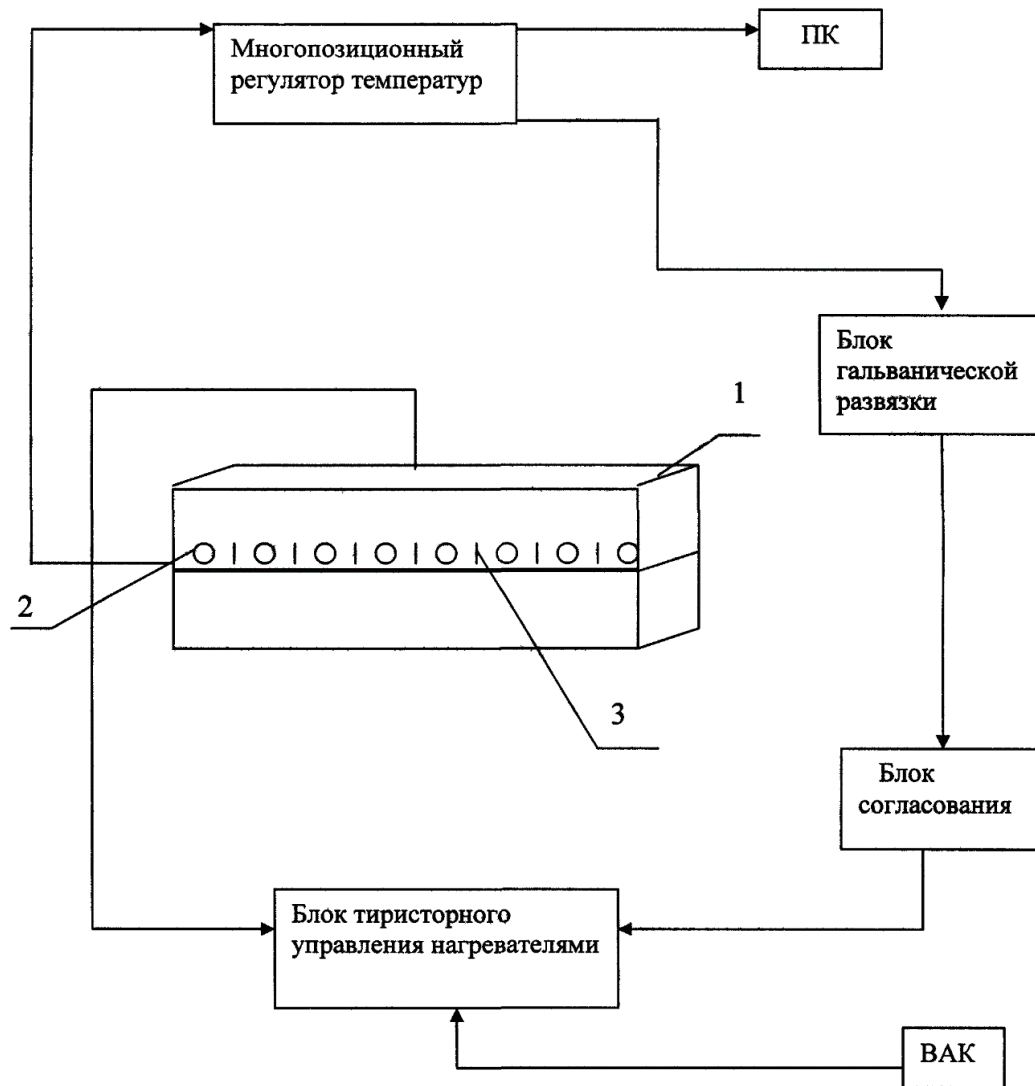 Многопозиционный
регулятор температур
ПК
Блок
гальванической
развязки
1
2
3
Блок
согласования
Блок тиристорного
управления нагревателями
ВАК